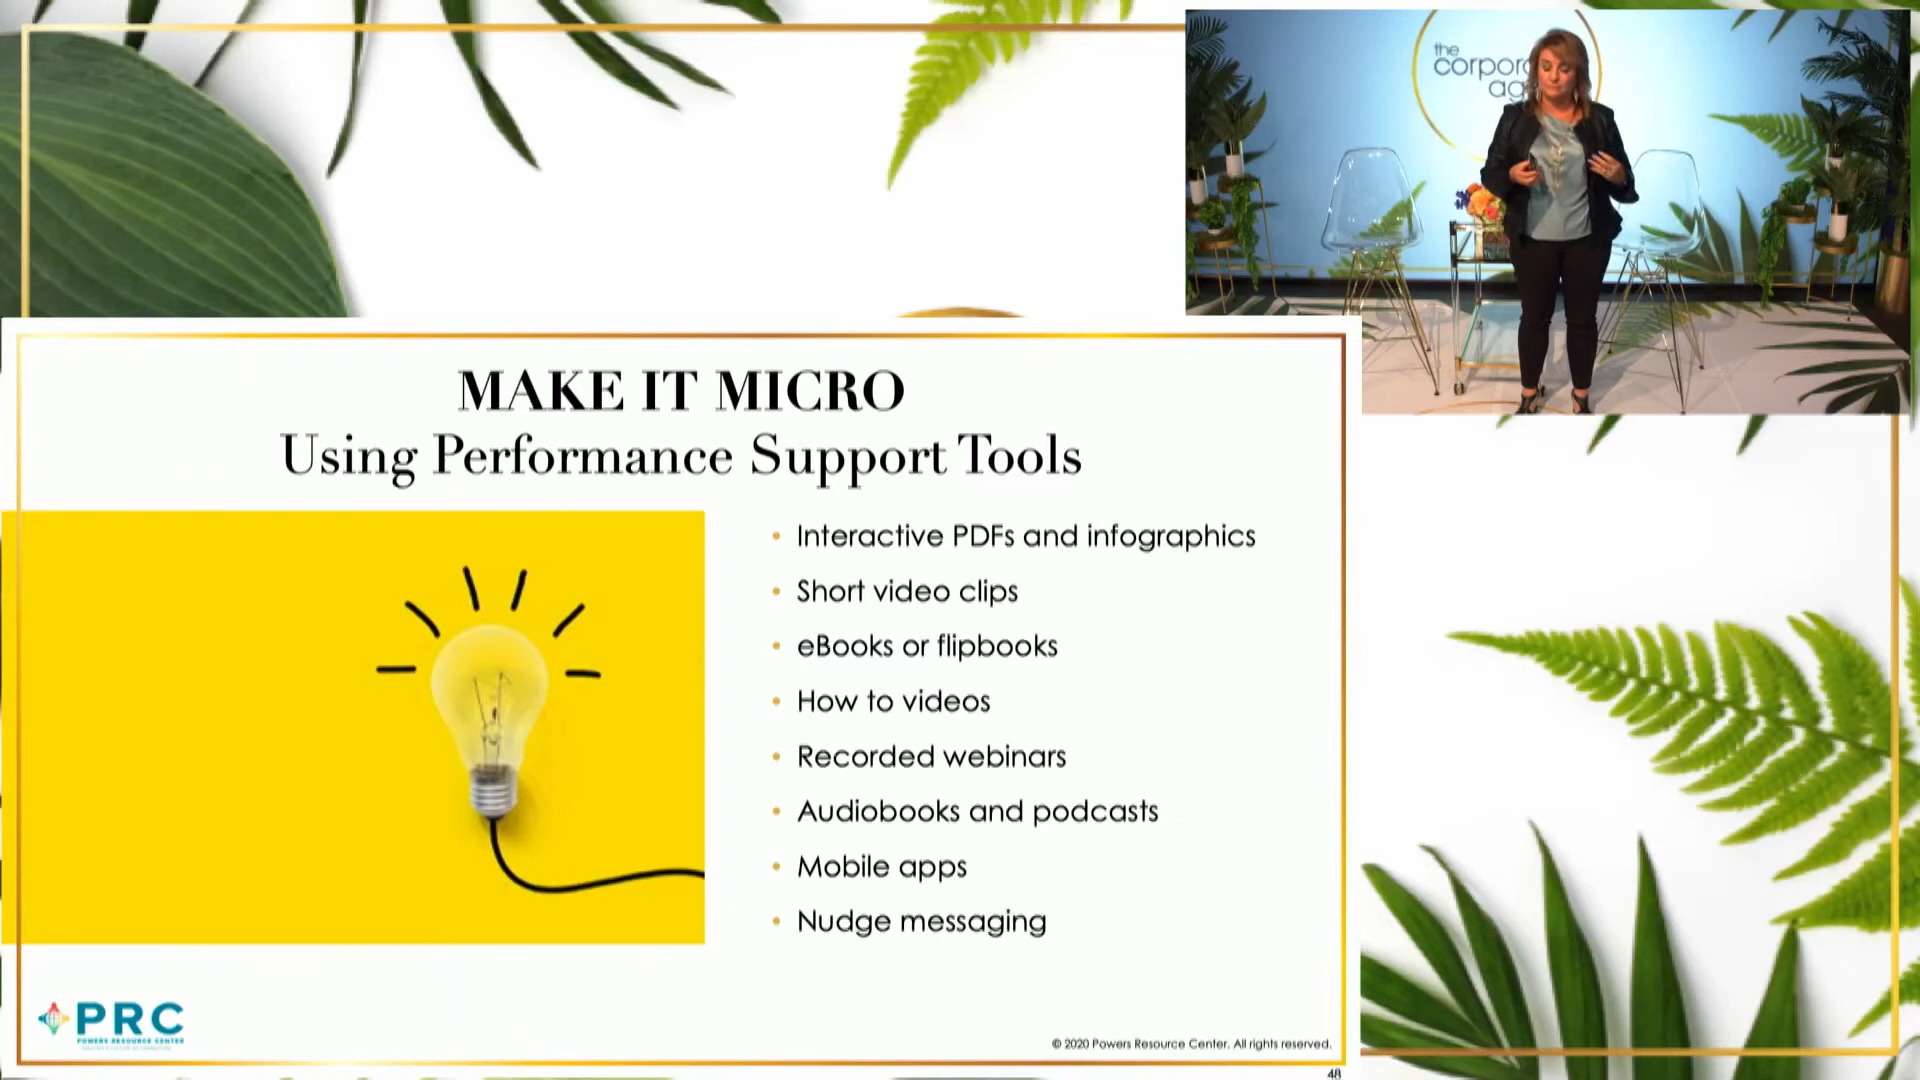 the
corpor
ag
MAKE IT MICRO
Using Performance Support Tools
• Interactive PDFs and infographics
• Short video clips
• eBooks or flipbooks
• How to videos
• Recorded webinars
• Audiobooks and podcasts
• Mobile apps
• Nudge messaging
PRC
POWERS RESOURCE CENTER
© 2020 Powers Resource Center. All rights reserved.
48